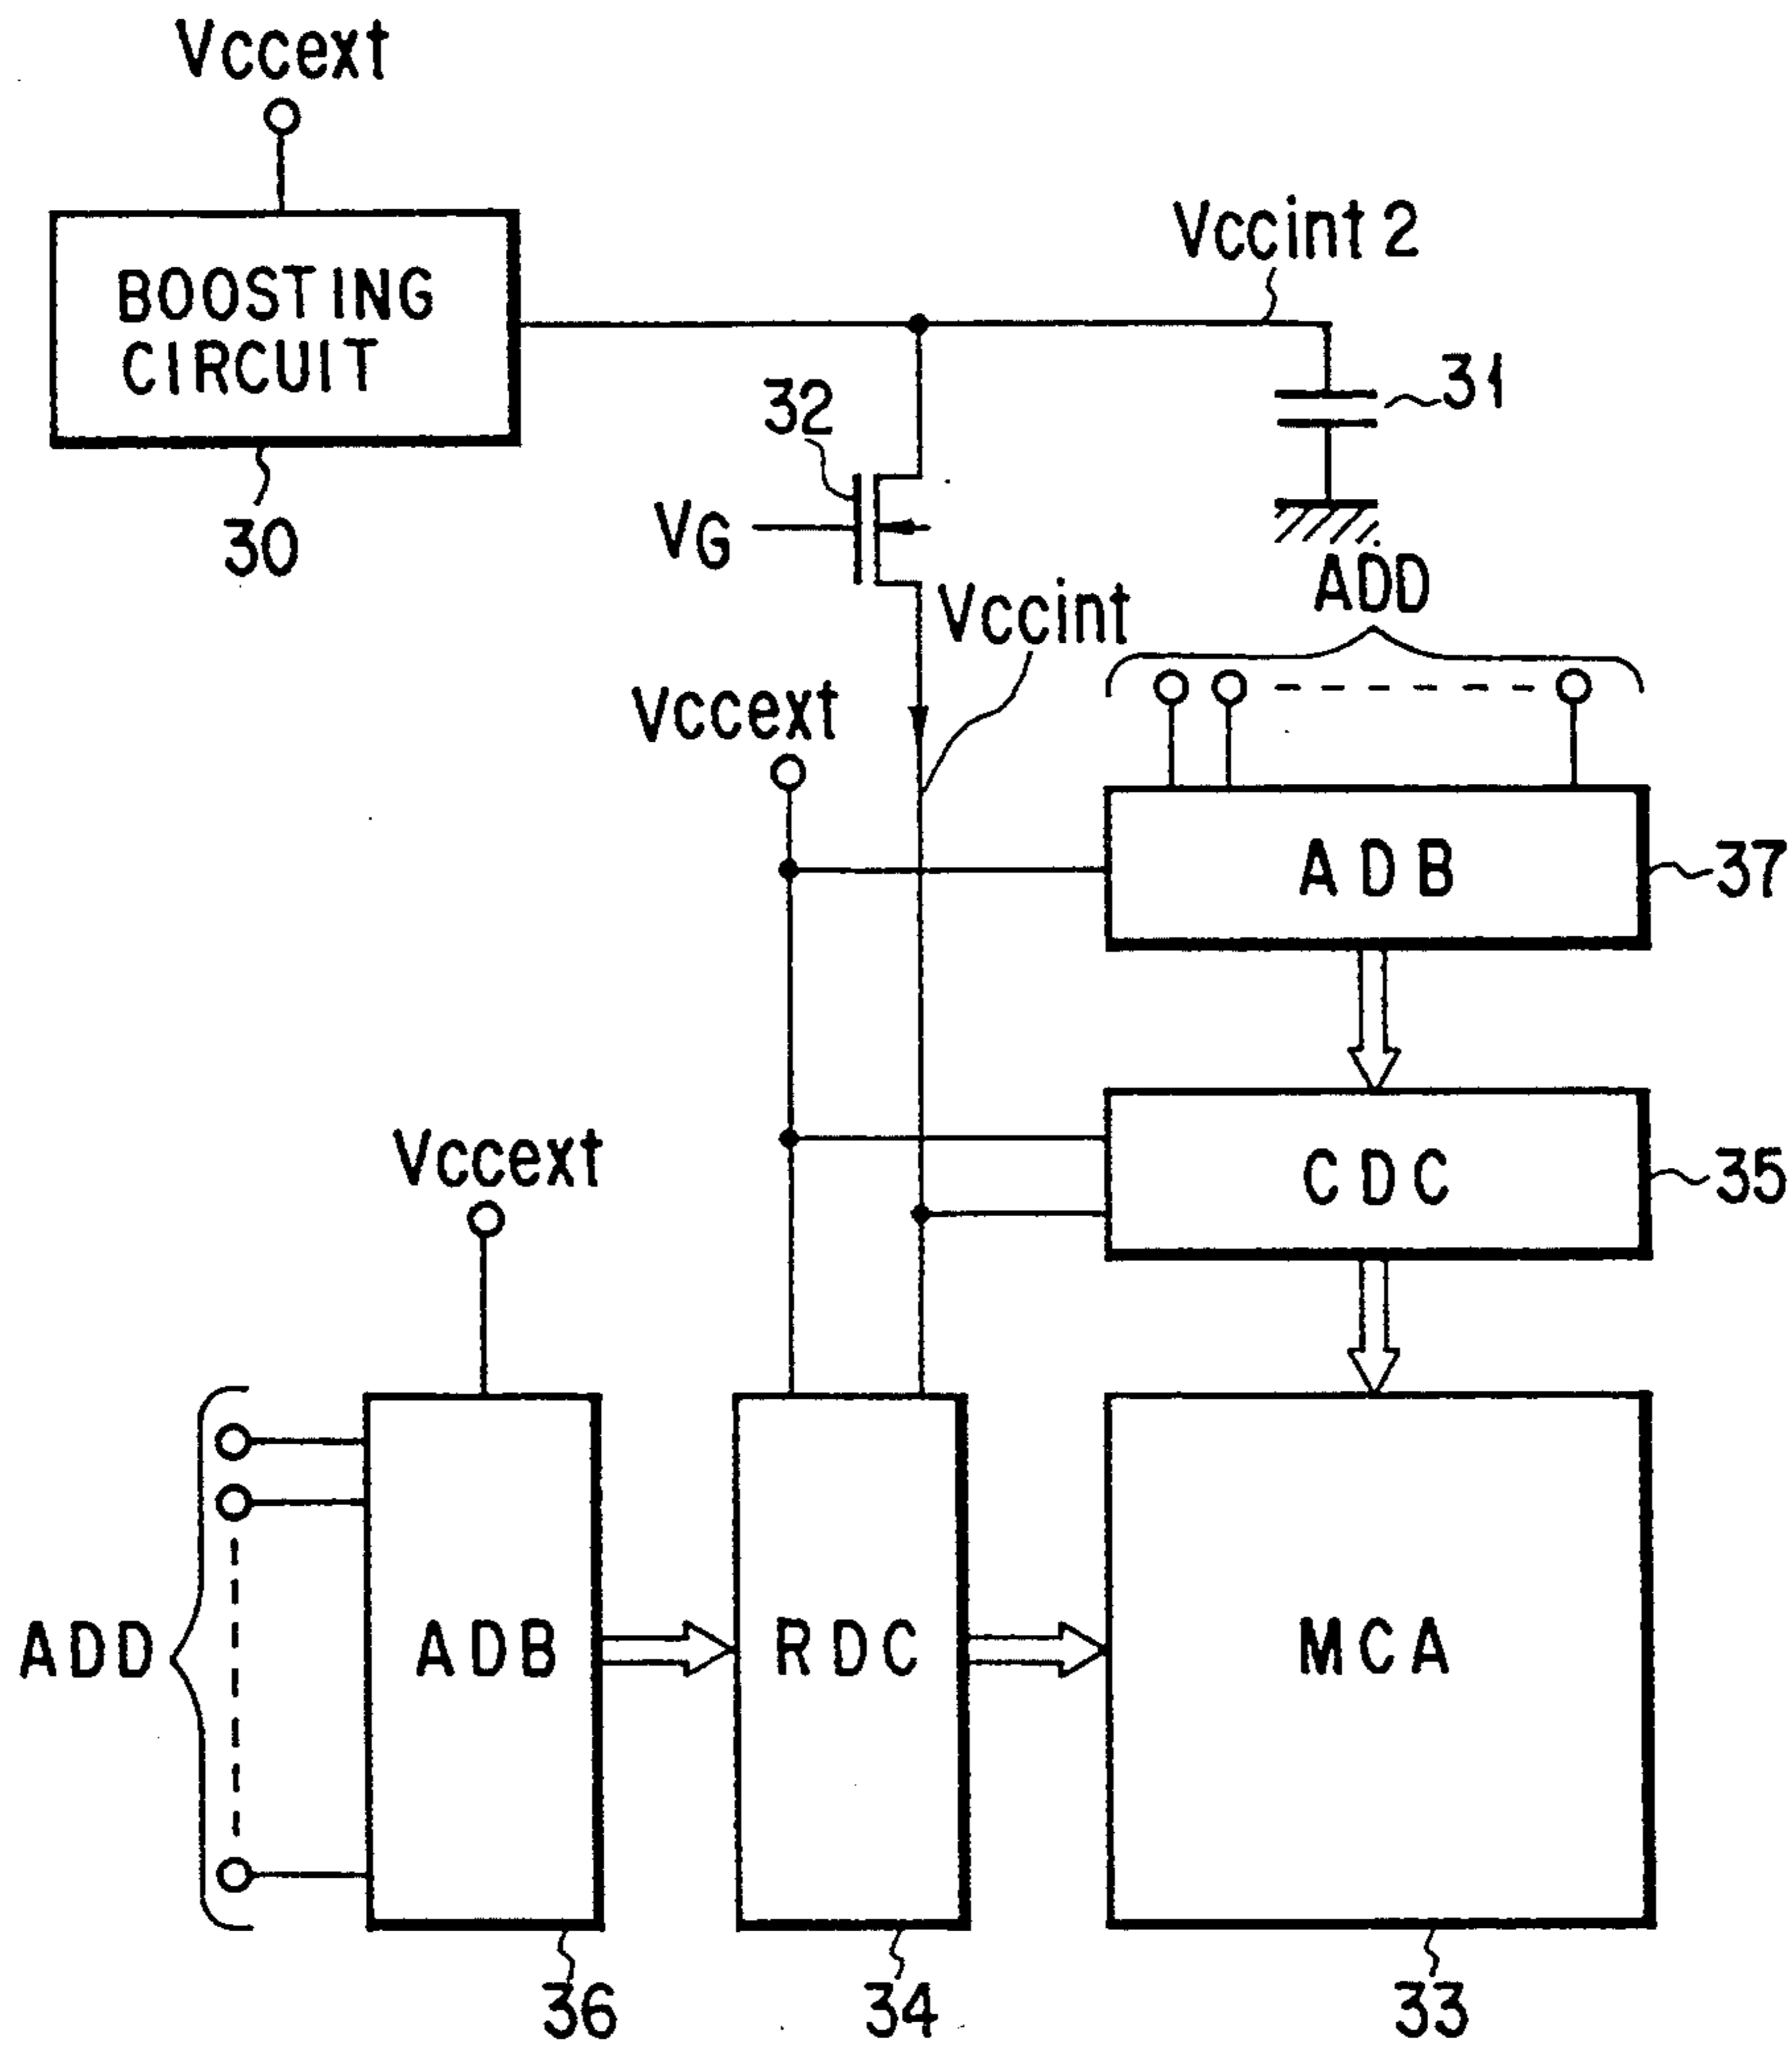 Vccext
BOOSTING
CIRCUIT
30
Vccint 2
31
32
VG
Vccint
ADD
Vccext
ADB
37
CDC
35
Vccext
ADD
ADB
RDC
MCA
36
34
33